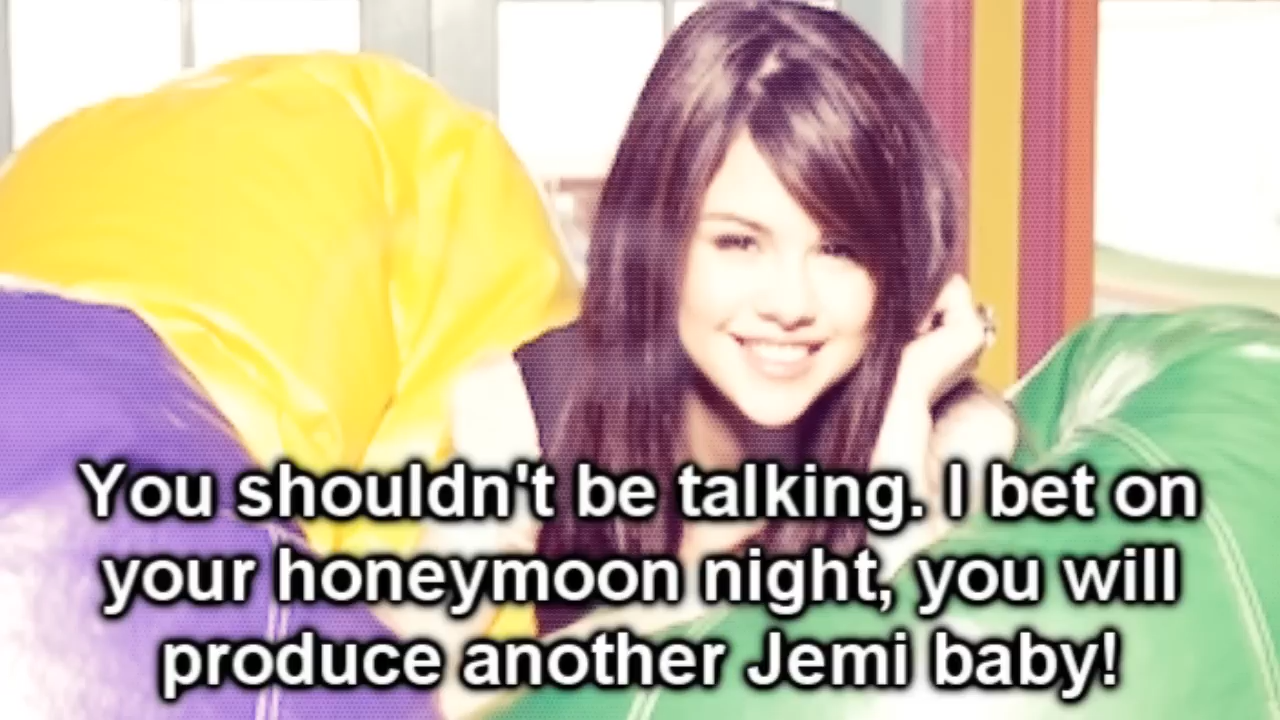 You shouldn't be talking. I bet on
your honeymoon night, you will
produce another Jemi baby!